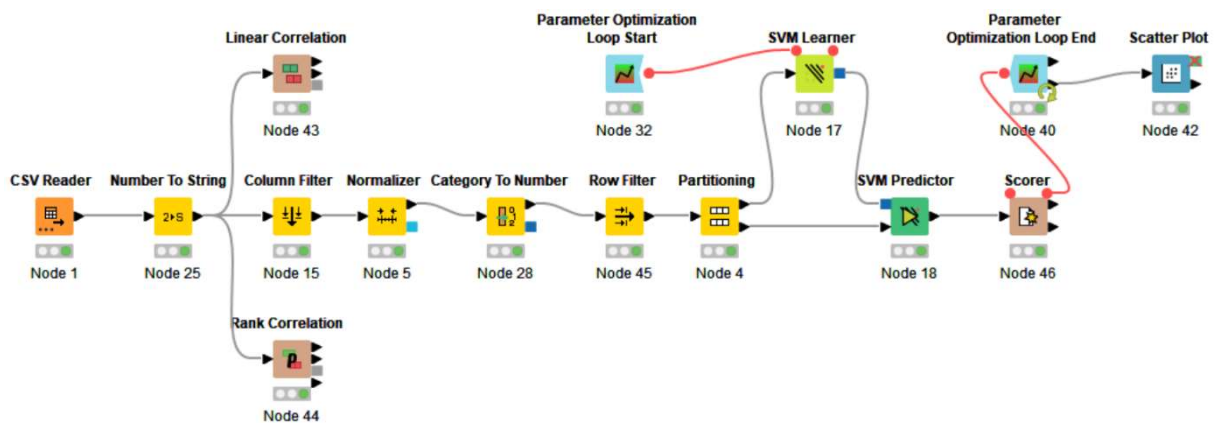 Parameter Optimization
Loop Start
Parameter
Optimization Loop End
Linear Correlation
SVM Learner
Scatter Plot
Node 43
Node 32
Node 17
Node 40
Node 42
CSV Reader
Number To String
Column Filter
Normalizer
Category To Number
Row Filter
Partitioning
SVM Predictor
Scorer
2▸S
0
1
2
Node 1
Node 25
Node 15
Node 5
Node 28
Node 45
Node 4
Node 18
Node 46
Rank Correlation
p
Node 44